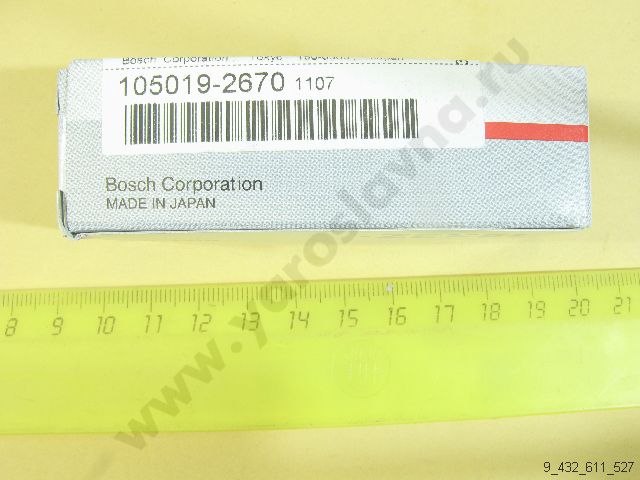 Bosch Corporation Tokyo
105019-2670 1107
Bosch Corporation
MADE IN JAPAN
www.yaroslavna.ru
8 9 10 11 12 13 14 15 16 17 18 19 20 21
9_432_611_527